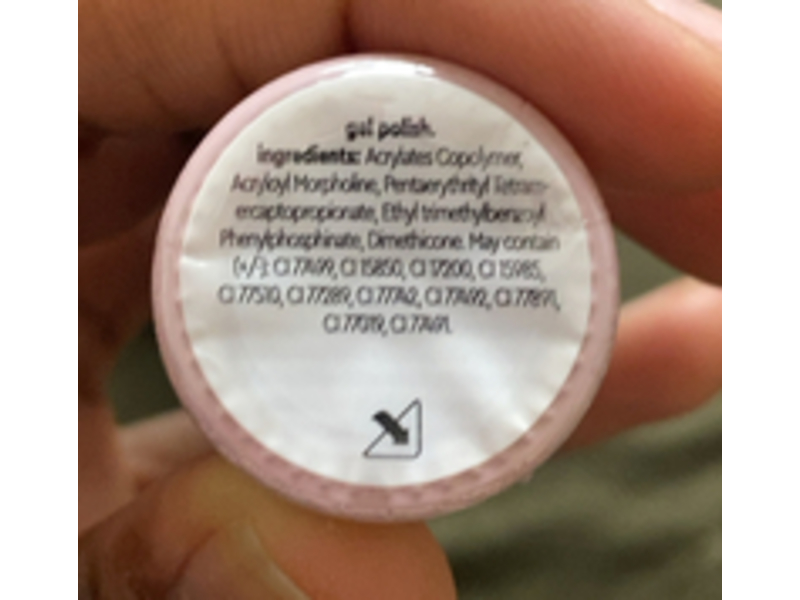 gel polish.
ingredients: Acrylates Copolymer,
Acryloyl Morpholine, Pentaerythrityl Tetram-
ercaptopropionate, Ethyl trimethylbenzoyl
Phenylphosphinate, Dimethicone. May contain
(+/-): CI 77499, CI 15850, CI 17200, CI 15985,
CI 77510, CI 77289, CI 77742, CI 77492, CI 77891,
CI 77019, CI 77491.